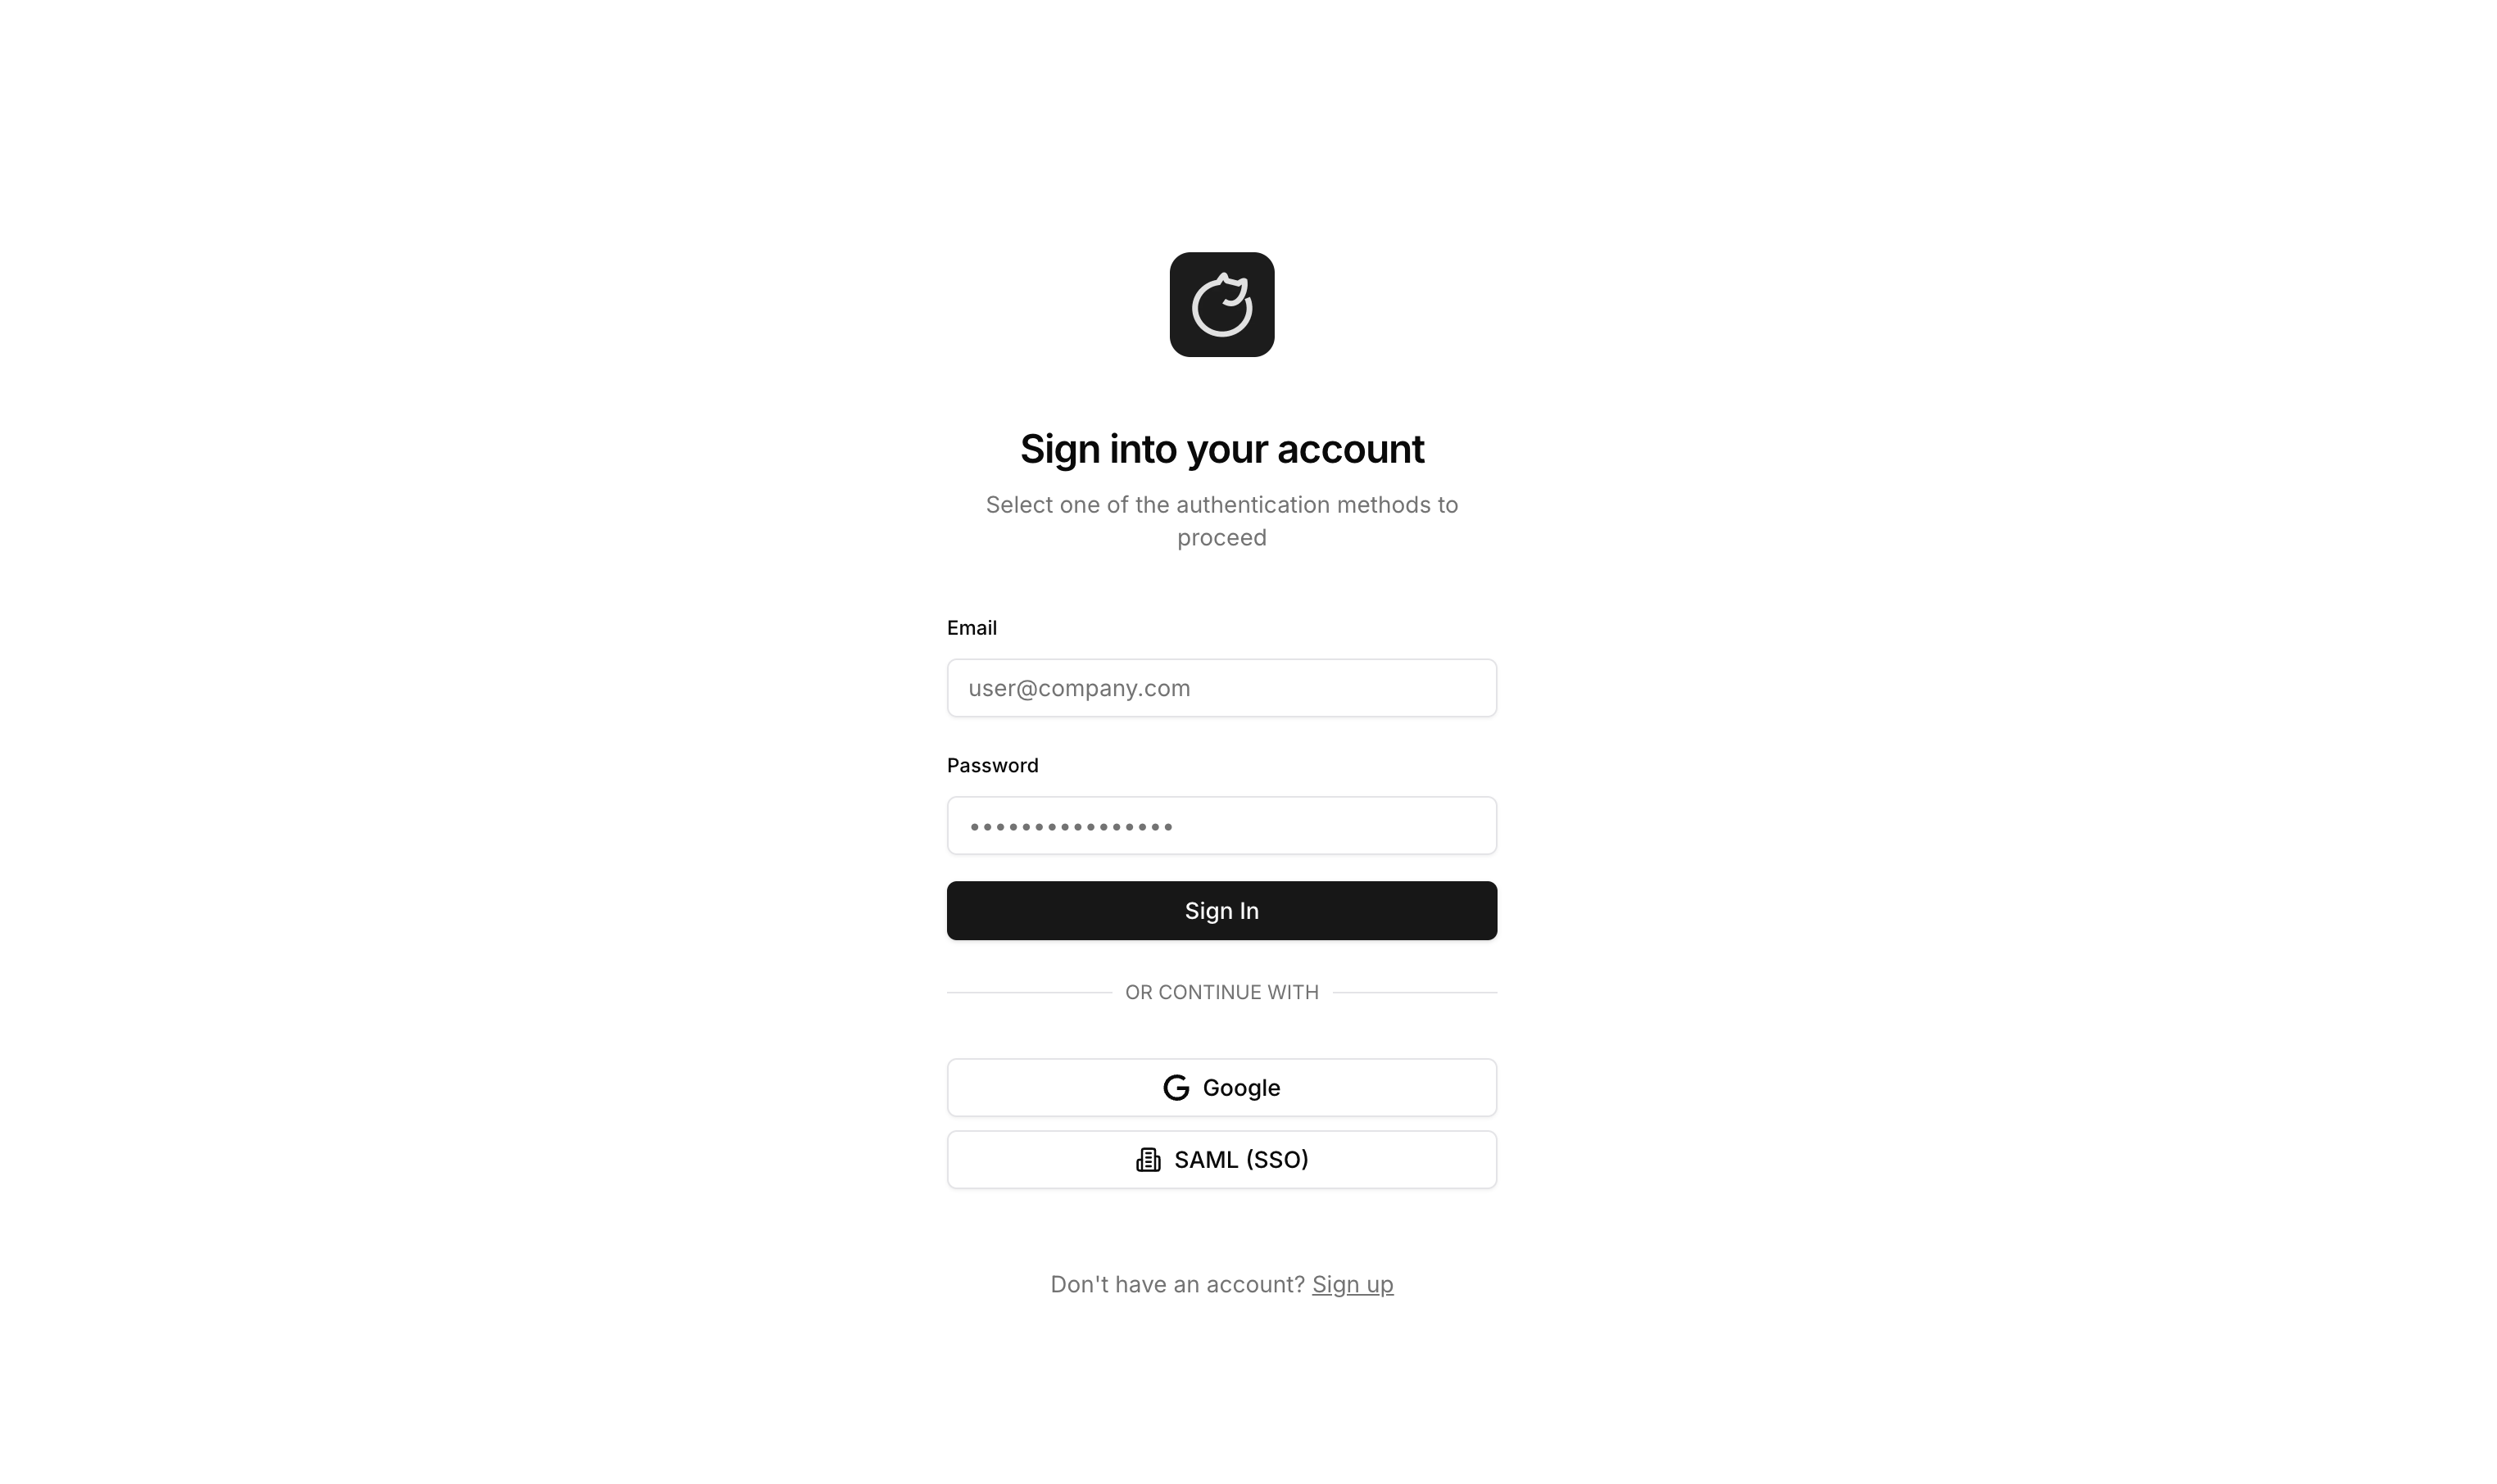 Sign into your account
Select one of the authentication methods to
proceed
Email
user@company.com
Password
••••••••••••••••
Sign In
OR CONTINUE WITH
Google
SAML (SSO)
Don't have an account? Sign up